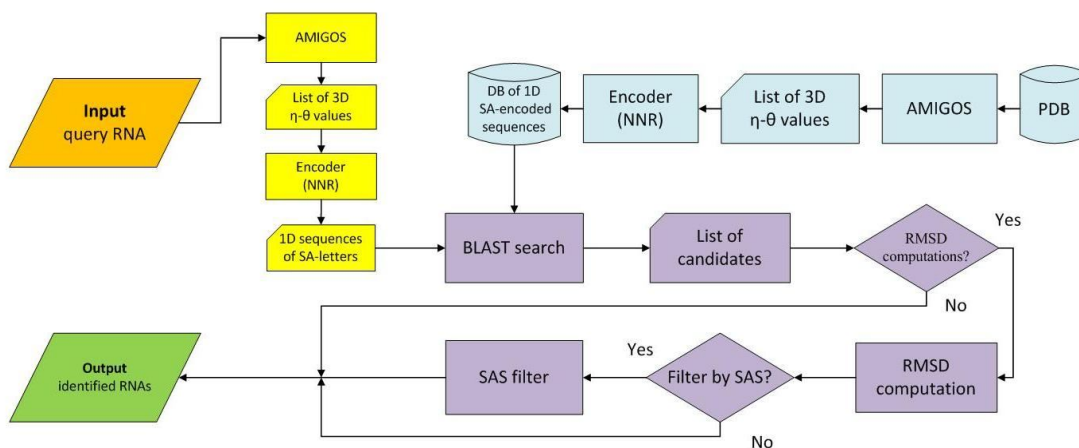 AMIGOS
Input
query RNA
List of 3D
η-θ values
Encoder
(NNR)
1D sequences
of SA-letters
DB of 1D
SA-encoded
sequences
Encoder
(NNR)
List of 3D
η-θ values
AMIGOS
PDB
BLAST search
List of
candidates
RMSD
computations?
Yes
No
RMSD
computation
Filter by SAS?
Yes
No
SAS filter
Output
identified RNAs